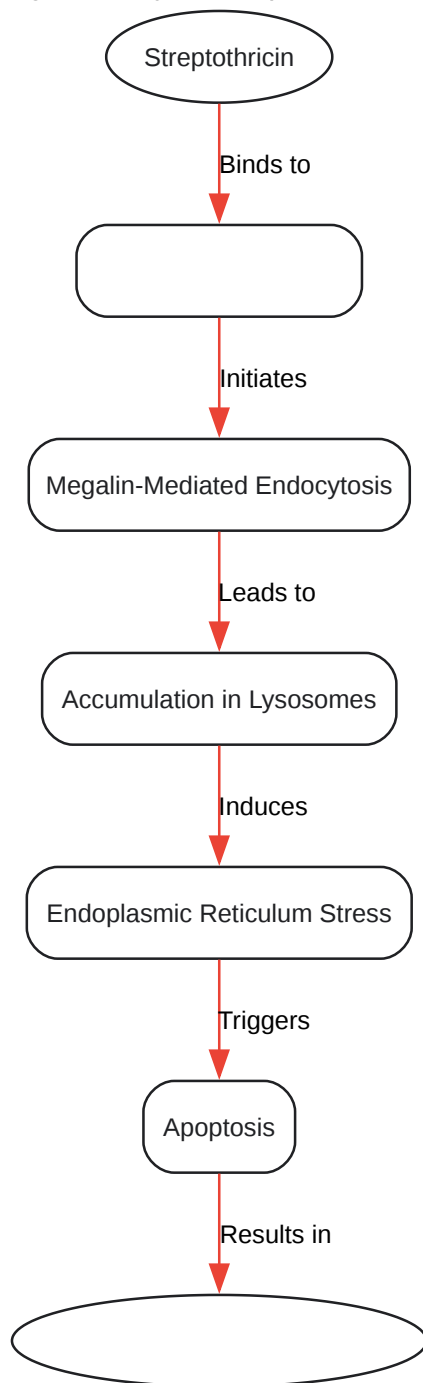 Streptothricin
Binds to
Initiates
Megalin-Mediated Endocytosis
Leads to
Accumulation in Lysosomes
Induces
Endoplasmic Reticulum Stress
Triggers
Apoptosis
Results in